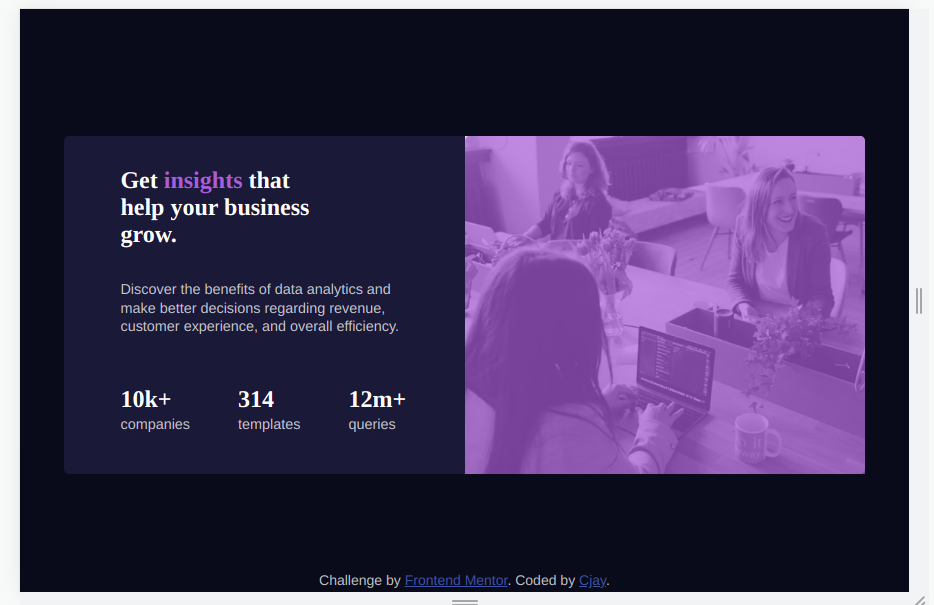 Get insights that
help your business
grow.
Discover the benefits of data analytics and
make better decisions regarding revenue,
customer experience, and overall efficiency.
10k+ 314 12m+
companies templates queries
Challenge by Frontend Mentor. Coded by Cjay.